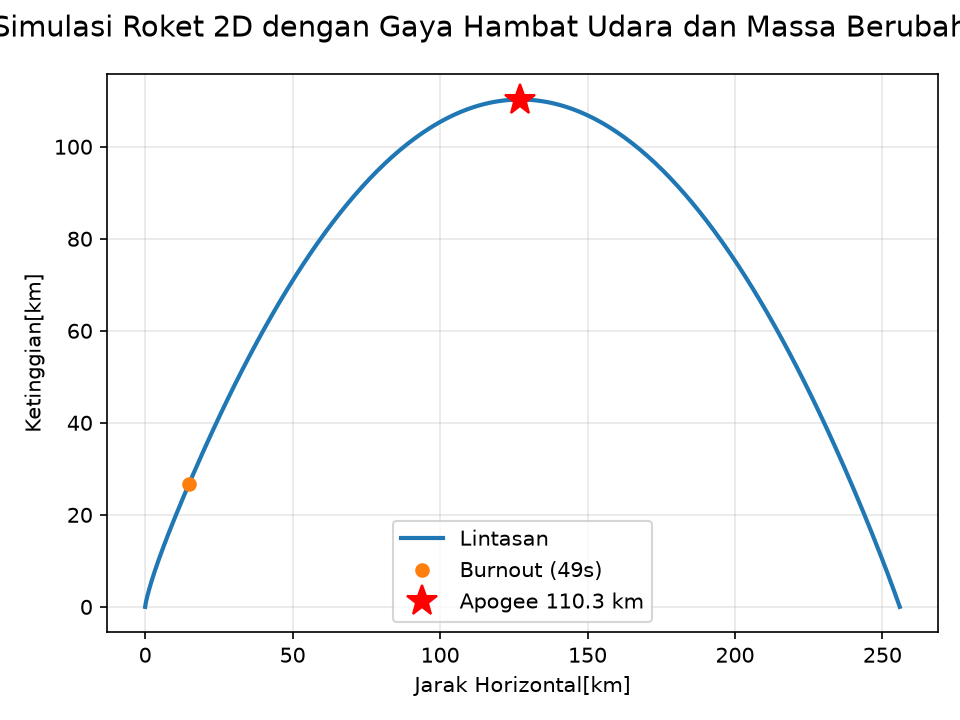 Simulasi Roket 2D dengan Gaya Hambat Udara dan Massa Berubah
100
80
60
40
20
0
Ketinggian[km]
Lintasan
Burnout (49s)
Apogee 110.3 km
0 50 100 150 200 250
Jarak Horizontal[km]